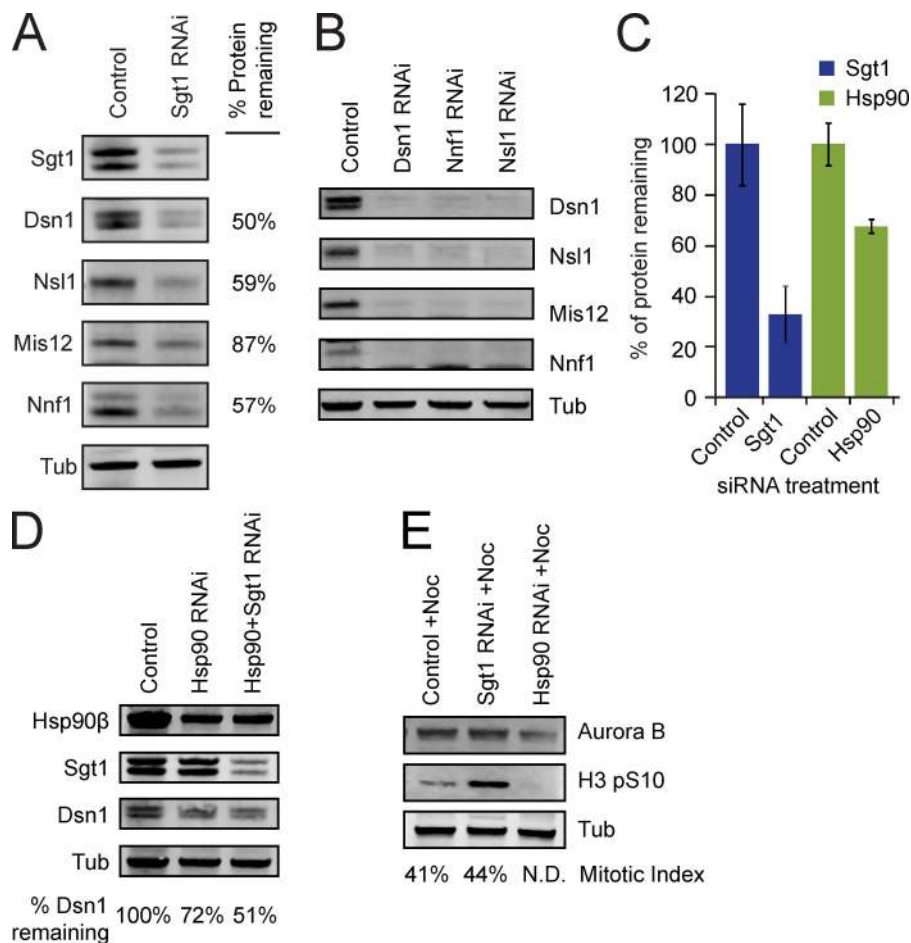 A
Control
Sgt1 RNAi
% Protein
remaining
Sgt1
Dsn1
50%
Nsl1
59%
Mis12
87%
Nnf1
57%
Tub
B
Control
Dsn1 RNAi
Nnf1 RNAi
Nsl1 RNAi
Dsn1
Nsl1
Mis12
Nnf1
Tub
C
Sgt1
Hsp90
% of protein remaining
120
100
80
60
40
20
0
Control
Sgt1
Control
Hsp90
siRNA treatment
D
Control
Hsp90 RNAi
Hsp90+Sgt1 RNAi
Hsp90β
Sgt1
Dsn1
Tub
% Dsn1
remaining
100% 72% 51%
E
Control +Noc
Sgt1 RNAi +Noc
Hsp90 RNAi +Noc
Aurora B
H3 pS10
Tub
41% 44% N.D. Mitotic Index